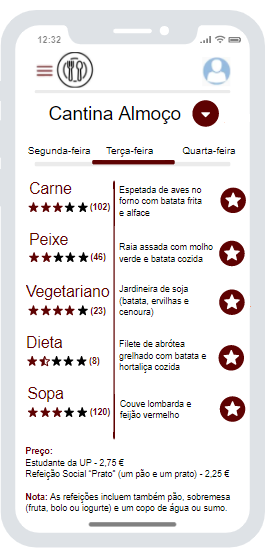 12:32
Cantina Almoço
Segunda-feira Terça-feira Quarta-feira
Carne
(102)
Espetada de aves no
forno com batata frita
e alface
Peixe
(46)
Raia assada com molho
verde e batata cozida
Vegetariano
(23)
Jardineira de soja
(batata, ervilhas e
cenoura)
Dieta
(8)
Filete de abrótea
grelhado com batata e
hortaliça cozida
Sopa
(120)
Couve lombarda e
feijão vermelho
Preço:
Estudante da UP - 2,75 €
Refeição Social “Prato” (um pão e um prato) - 2,25 €
Nota: As refeições incluem também pão, sobremesa
(fruta, bolo ou iogurte) e um copo de água ou sumo.